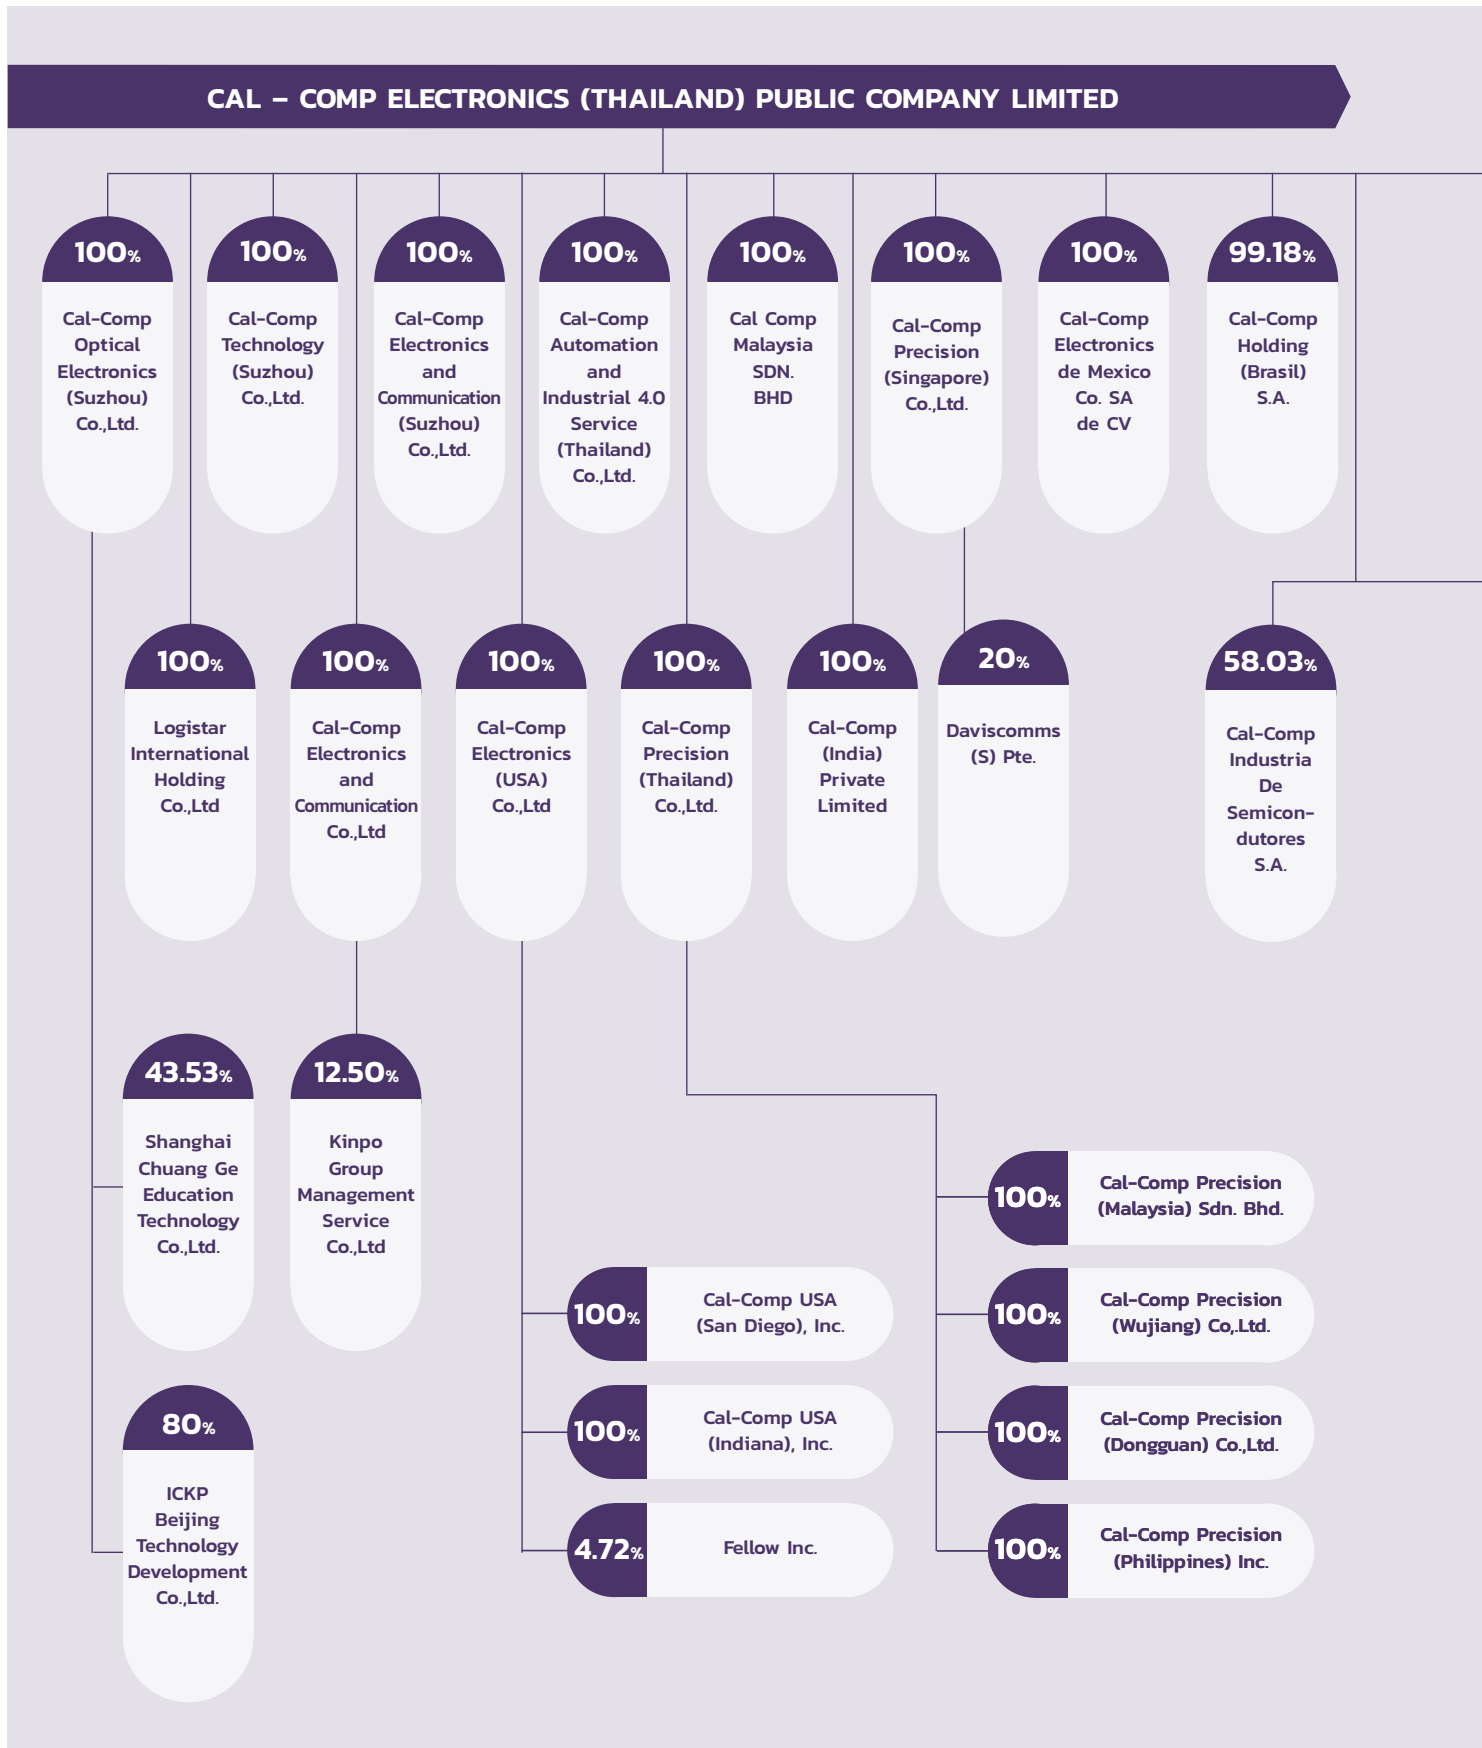 CAL – COMP ELECTRONICS (THAILAND) PUBLIC COMPANY LIMITED
100%
Cal-Comp
Optical
Electronics
(Suzhou)
Co.,Ltd.
100%
Cal-Comp
Technology
(Suzhou)
Co.,Ltd.
100%
Cal-Comp
Electronics
and
Communication
(Suzhou)
Co.,Ltd.
100%
Cal-Comp
Automation
and
Industrial 4.0
Service
(Thailand)
Co.,Ltd.
100%
Cal Comp
Malaysia
SDN.
BHD
100%
Cal-Comp
Precision
(Singapore)
Co.,Ltd.
100%
Cal-Comp
Electronics
de Mexico
Co. SA
de CV
99.18%
Cal-Comp
Holding
(Brasil)
S.A.
100%
Logistar
International
Holding
Co.,Ltd
100%
Cal-Comp
Electronics
and
Communication
Co.,Ltd
100%
Cal-Comp
Electronics
(USA)
Co.,Ltd
100%
Cal-Comp
Precision
(Thailand)
Co.,Ltd.
100%
Cal-Comp
(India)
Private
Limited
20%
Daviscomms
(S) Pte.
58.03%
Cal-Comp
Industria
De
Semicon-
dutores
S.A.
43.53%
Shanghai
Chuang Ge
Education
Technology
Co.,Ltd.
12.50%
Kinpo
Group
Management
Service
Co.,Ltd
80%
ICKP
Beijing
Technology
Development
Co.,Ltd.
100%
Cal-Comp USA
(San Diego), Inc.
100%
Cal-Comp USA
(Indiana), Inc.
4.72%
Fellow Inc.
100%
Cal-Comp Precision
(Malaysia) Sdn. Bhd.
100%
Cal-Comp Precision
(Wujiang) Co,.Ltd.
100%
Cal-Comp Precision
(Dongguan) Co.,Ltd.
100%
Cal-Comp Precision
(Philippines) Inc.